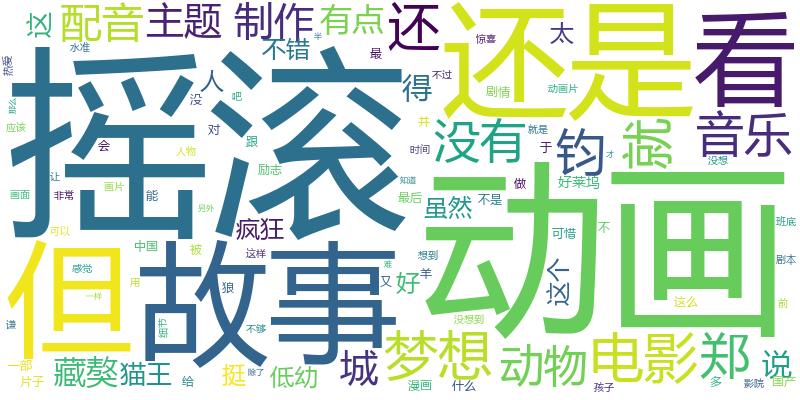 这 配音 主题 制作 有点 还 还是 看
水准 不错 最 惊喜 半 太
热爱 摇滚 人 没 吧 得 不过 剧情 动画片 音乐
那么 应该 会 对 跟 并 没有 就是 钧 就 没想
人物 时间 于 才
画面 让 非常 画片 能 励志 知道 最后 不是 做 好莱坞
另外 虽然 动画
可以 疯狂 可惜 不 班底
但 中国 被 这样 想到 这个 剧本
感觉 故事 难 羊
用 狼 又 好 一样 这么 前
谦 细节 不够 没想到
一部 挺 城 梦想 动物 电影 郑 说
片子 藏獒 猫王 给 除了 低幼 漫画 什么 孩子 多 影院 国产